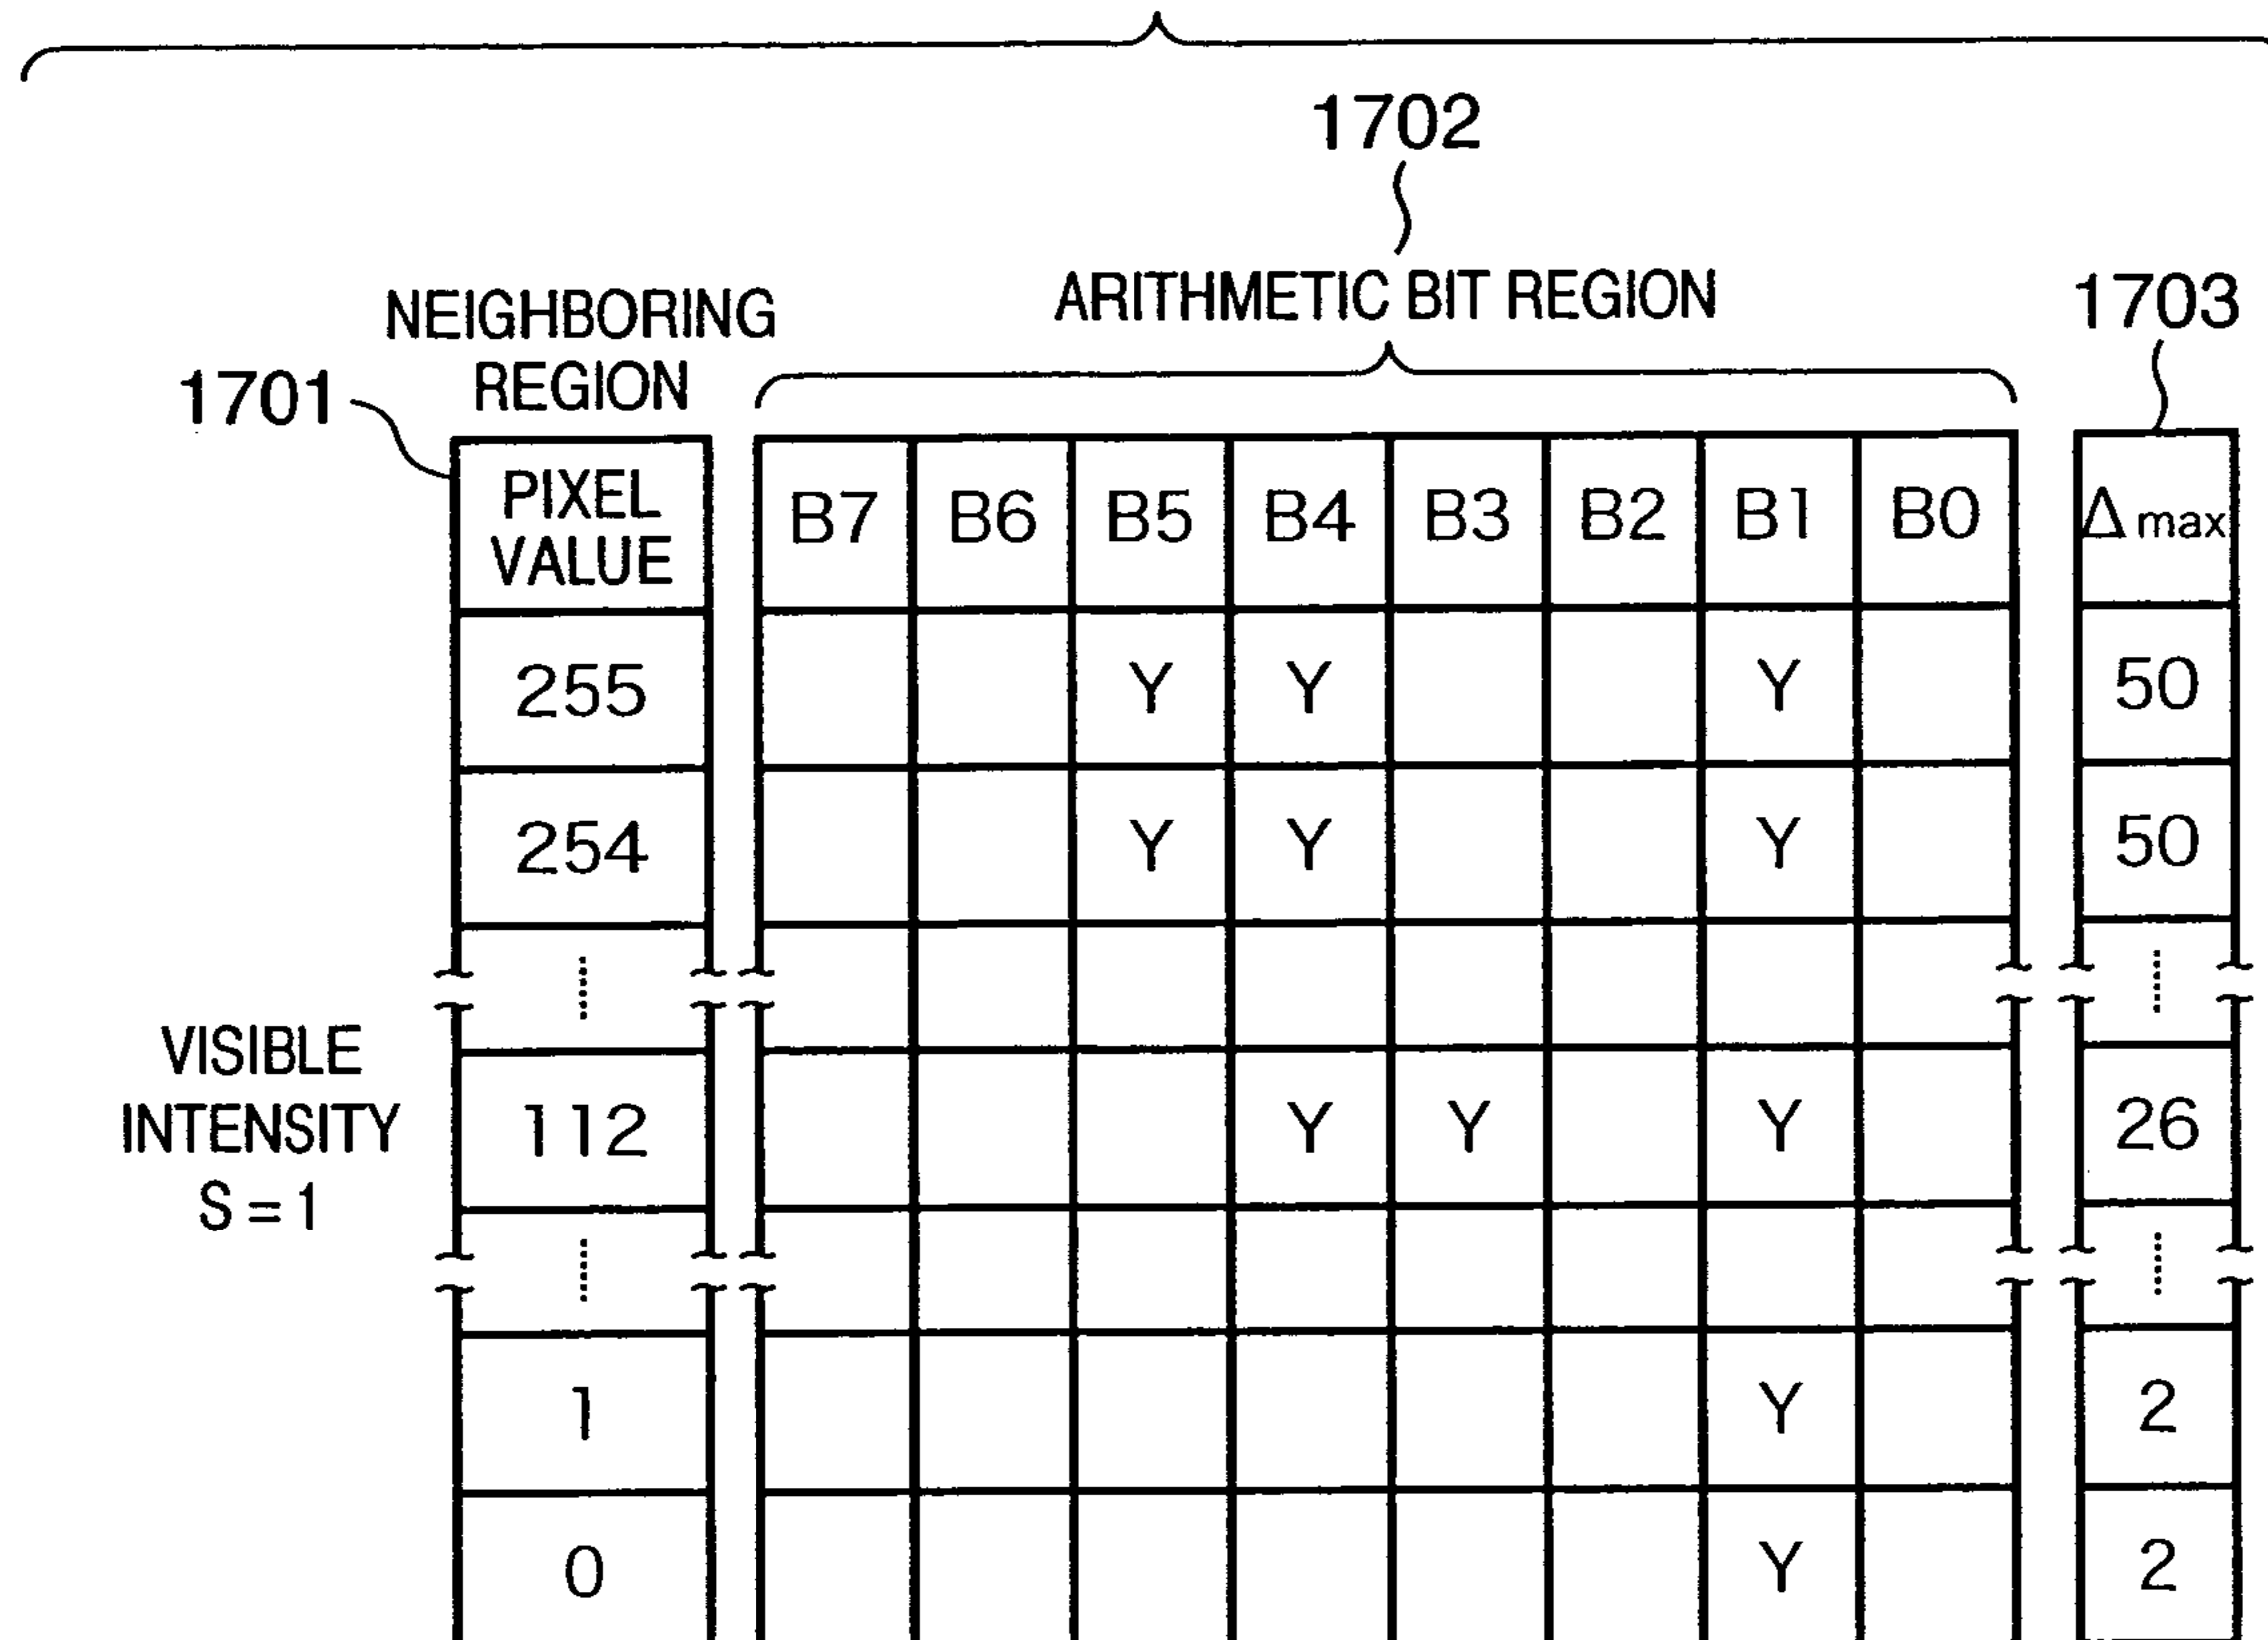 1702
ARITHMETIC BIT REGION
1703
NEIGHBORING
REGION
1701
PIXEL
VALUE
B7 B6 B5 B4 B3 B2 B1 B0 Δmax
255 Y Y Y 50
254 Y Y Y 50
VISIBLE
INTENSITY
S = 1
112 Y Y Y 26
1 Y 2
0 Y 2